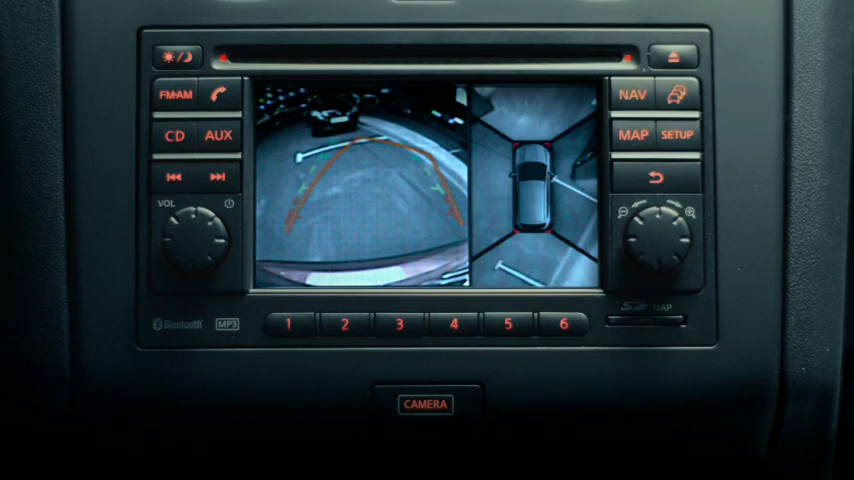 FM·AM
NAV
CD AUX
MAP SETUP
VOL
Bluetooth MP3
1 2 3 4 5 6
SD MAP
CAMERA